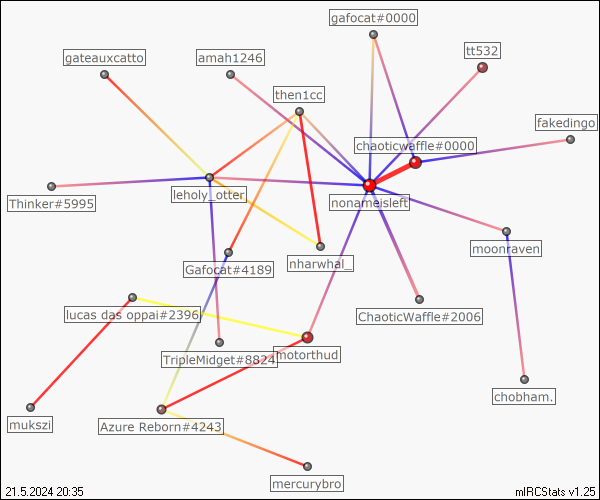 gafocat#0000
tt532
gateauxcatto
amah1246
then1cc
fakedingo
chaoticwaffle#0000
Thinker#5995
leholy_otter
nonameisleft
moonraven
Gafocat#4189
nharwhal_
lucas das oppai#2396
ChaoticWaffle#2006
TripleMidget#8824
motorthud
chobham.
mukszi
Azure Reborn#4243
mercurybro
21.5.2024 20:35
mIRCStats v1.25